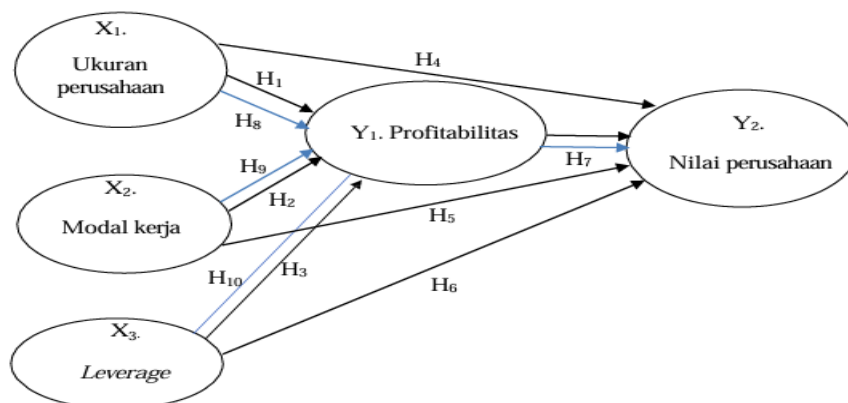 X1.
Ukuran
perusahaan
H4
H1
H8
Y1. Profitabilitas
Y2.
Nilai perusahaan
H7
H9
X2.
Modal kerja
H2
H5
H10
H3
H6
X3.
Leverage